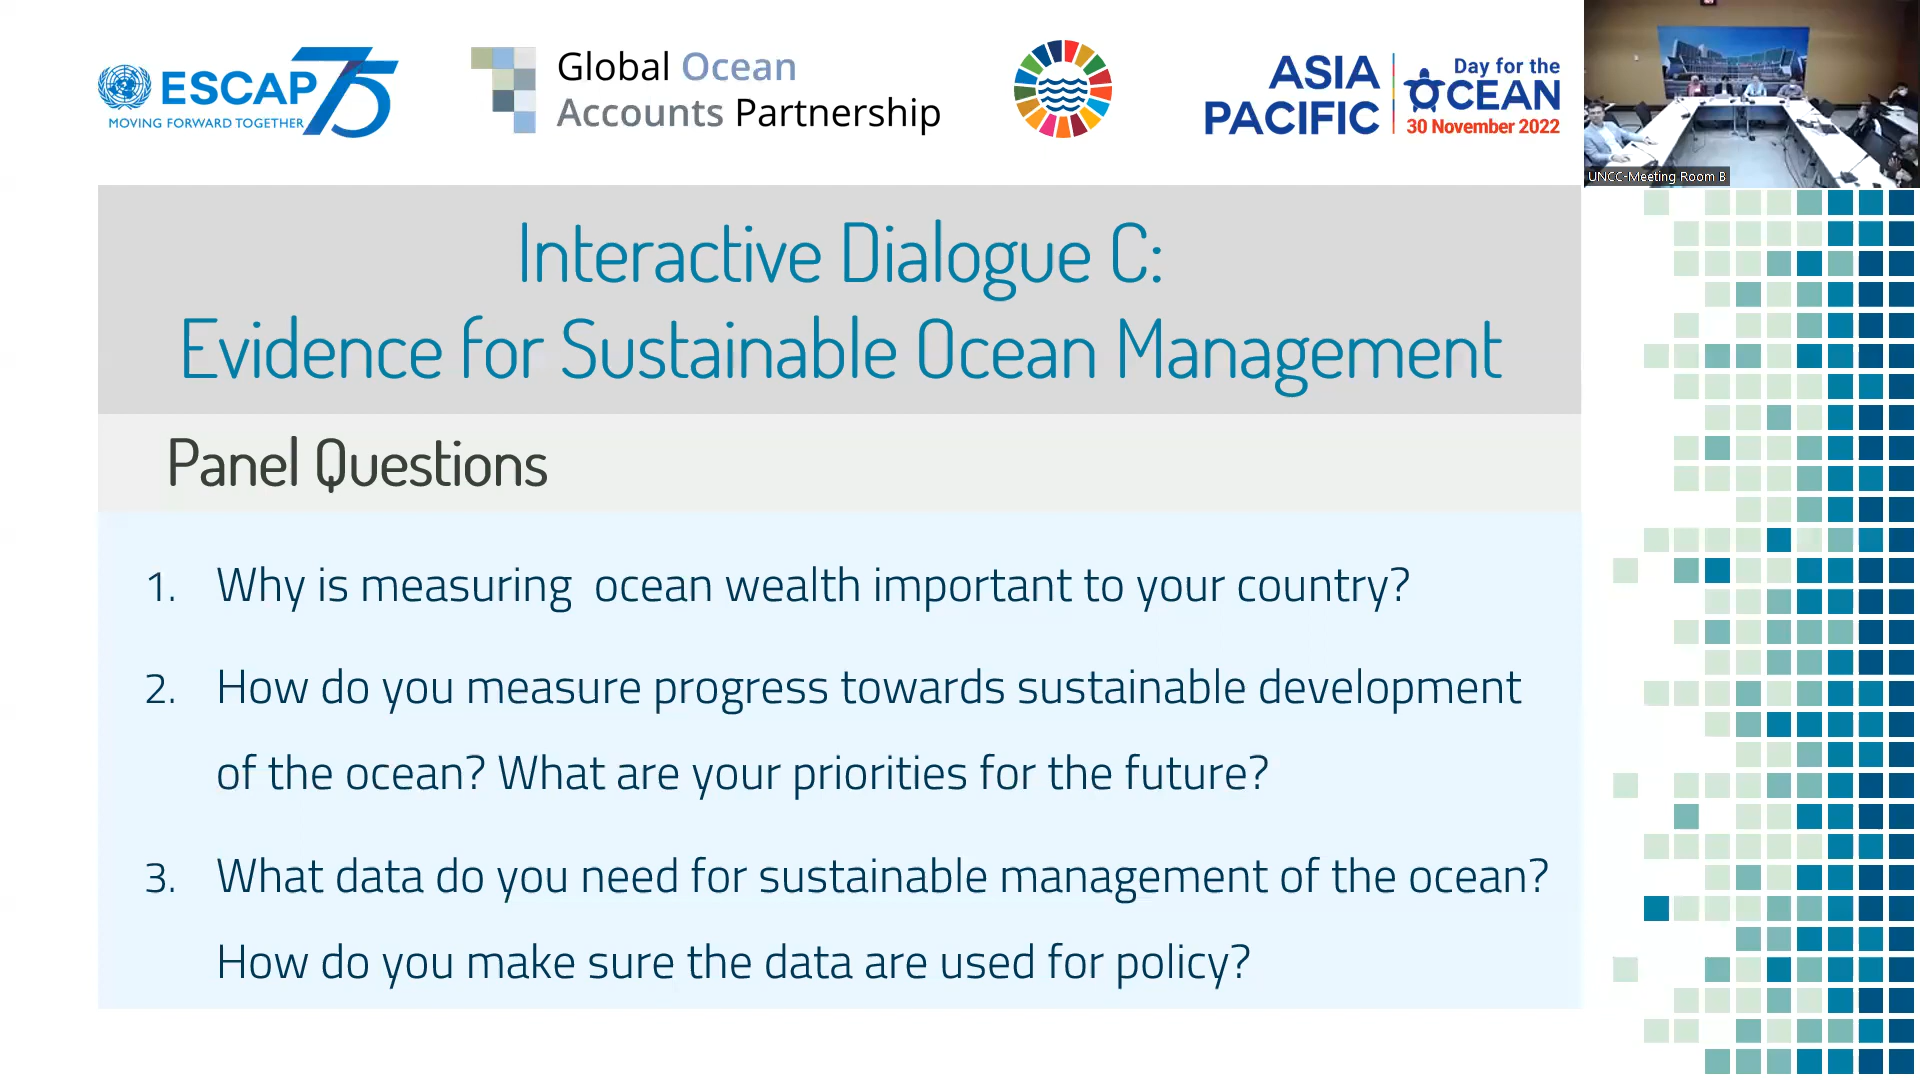 ESCAP 75
MOVING FORWARD TOGETHER
Global Ocean
Accounts Partnership
ASIA
PACIFIC
Day for the
OCEAN
30 November 2022
UNCC-Meeting Room B
Interactive Dialogue C:
Evidence for Sustainable Ocean Management
Panel Questions
1. Why is measuring ocean wealth important to your country?
2. How do you measure progress towards sustainable development
of the ocean? What are your priorities for the future?
3. What data do you need for sustainable management of the ocean?
How do you make sure the data are used for policy?